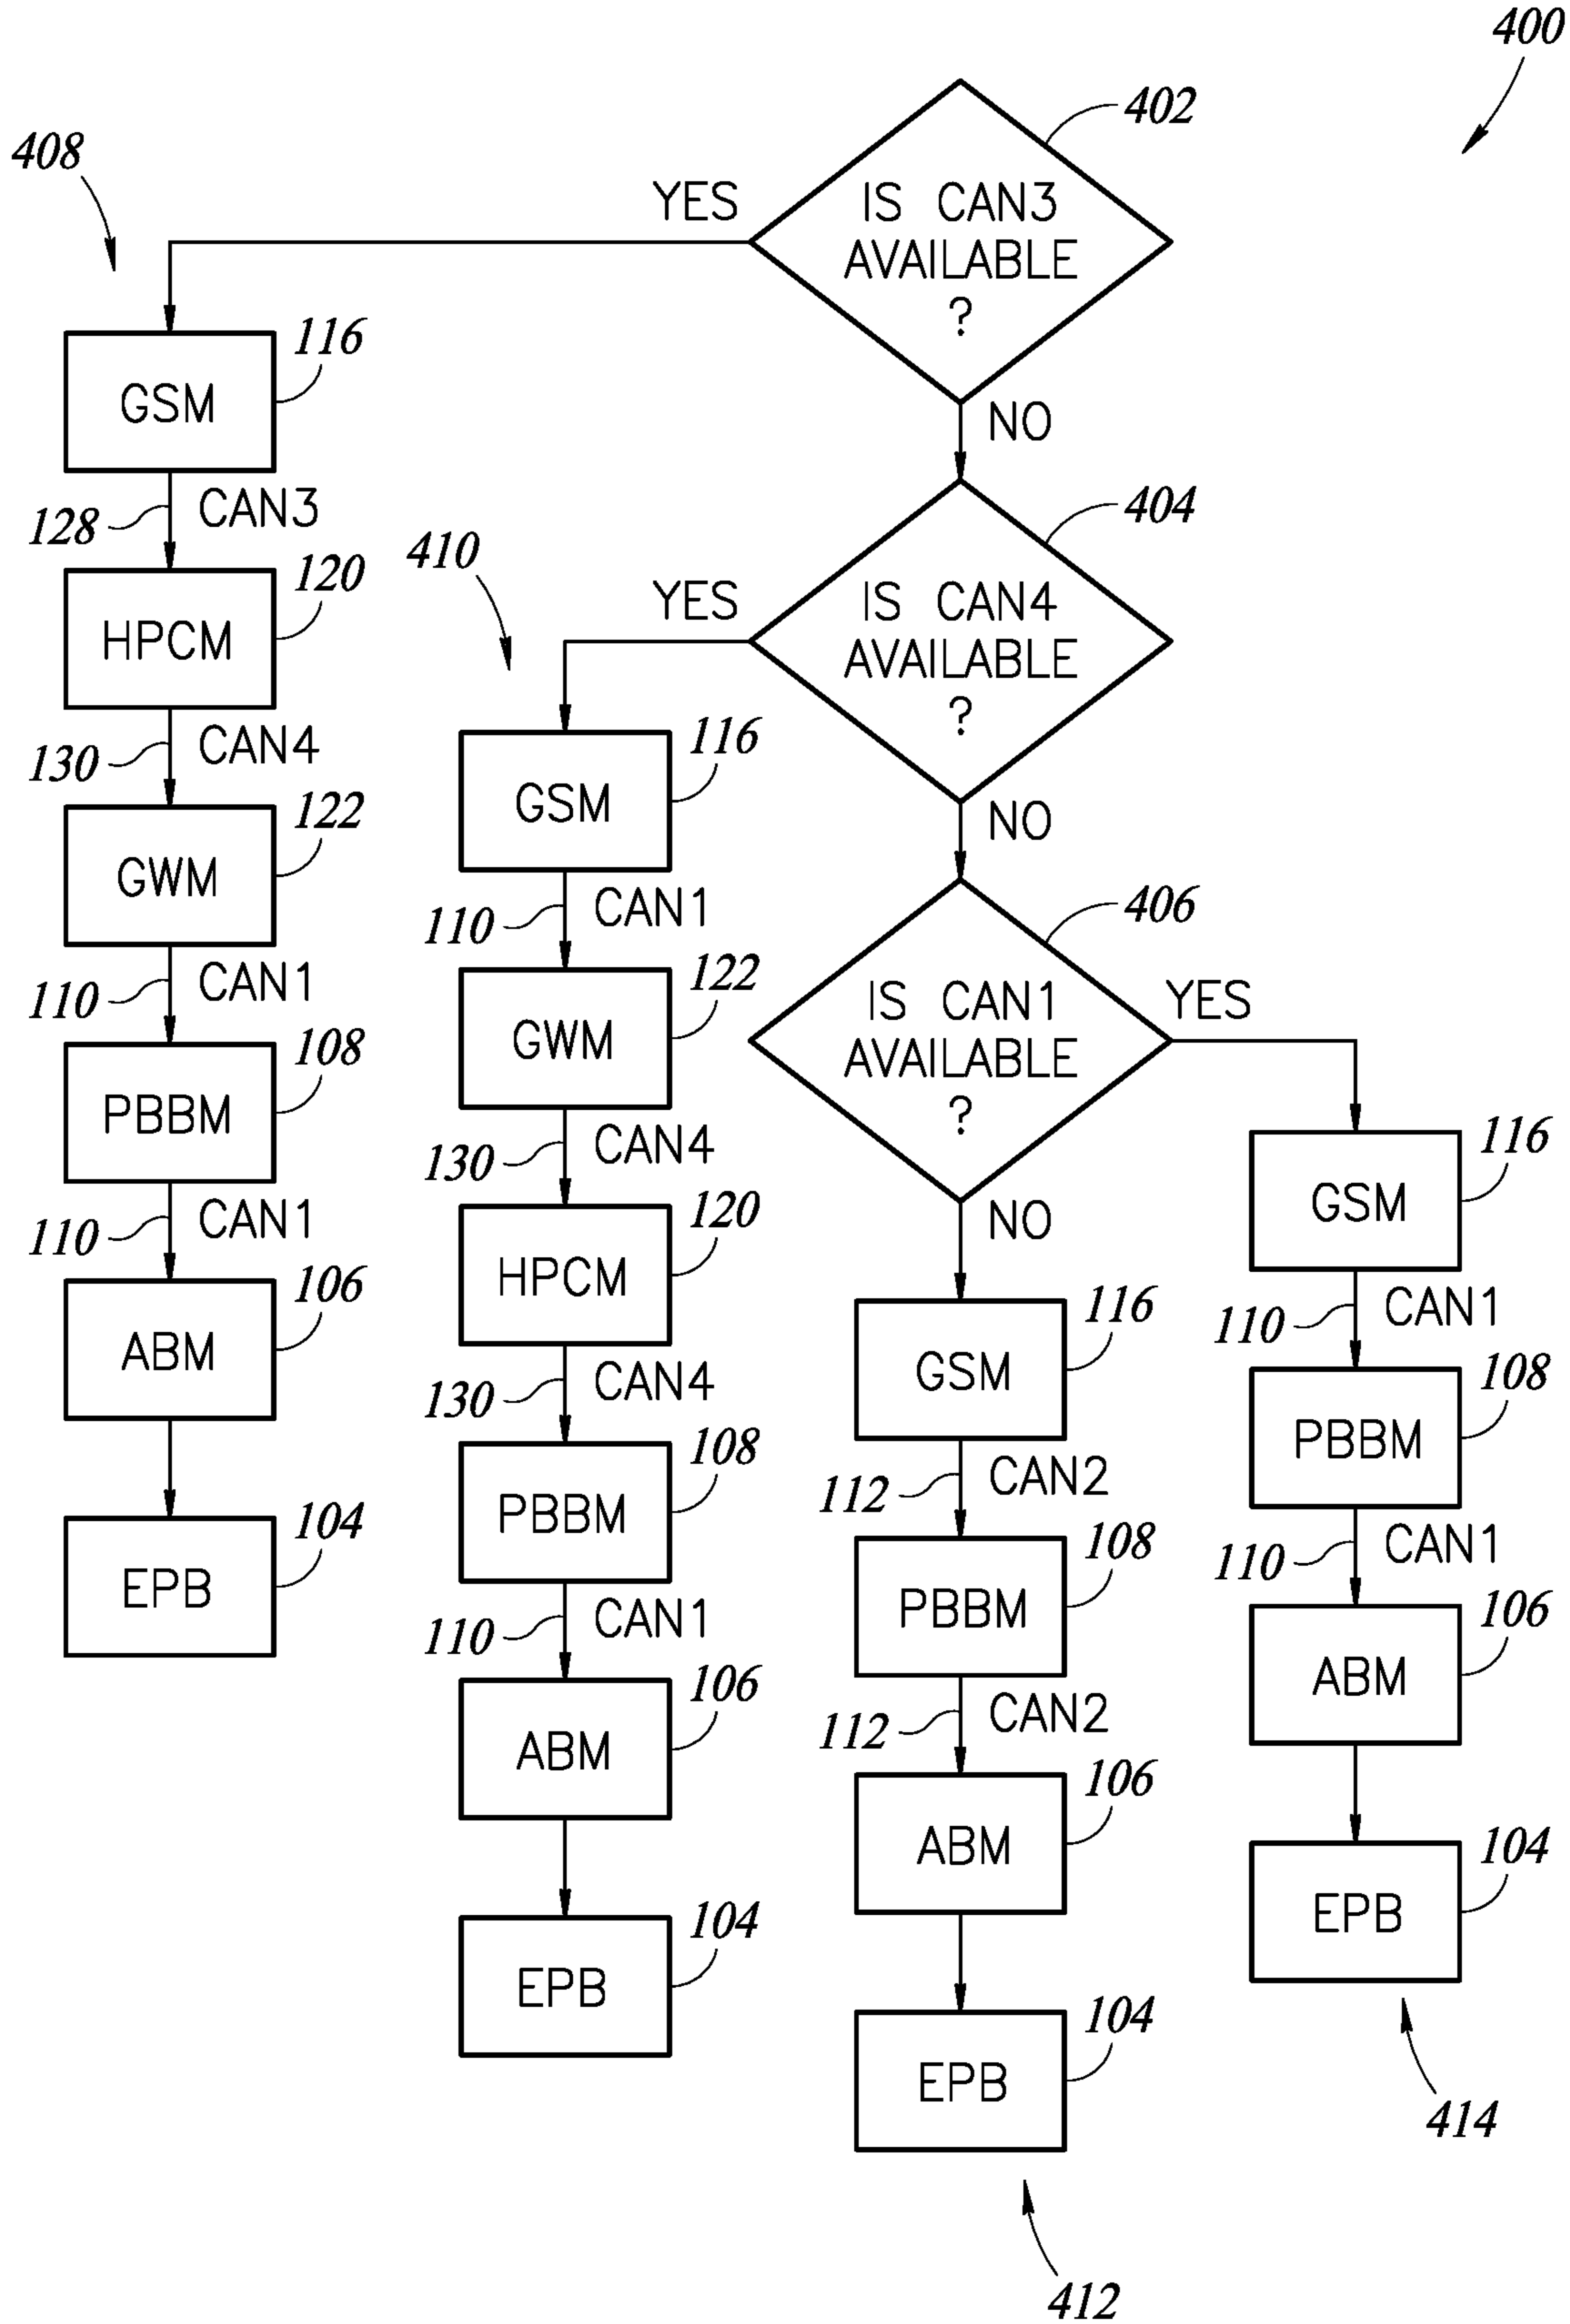 400
402
408
YES
IS CAN3
AVAILABLE
?
116
GSM
NO
128
CAN3
404
410
120
HPCM
YES
IS CAN4
AVAILABLE
?
130
CAN4
116
GSM
122
GWM
NO
110
CAN1
406
110
CAN1
122
GWM
YES
IS CAN1
AVAILABLE
?
108
PBBM
130
CAN4
116
GSM
110
CAN1
120
HPCM
NO
106
ABM
116
GSM
110
CAN1
130
CAN4
108
PBBM
108
PBBM
112
CAN2
104
EPB
110
CAN1
108
PBBM
110
CAN1
106
ABM
106
ABM
112
CAN2
106
ABM
104
EPB
104
EPB
104
EPB
414
412